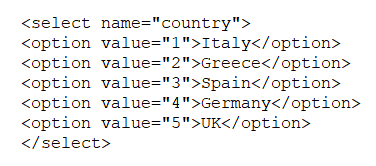 <select name="country">
<option value="1">Italy</option>
<option value="2">Greece</option>
<option value="3">Spain</option>
<option value="4">Germany</option>
<option value="5">UK</option>
</select>